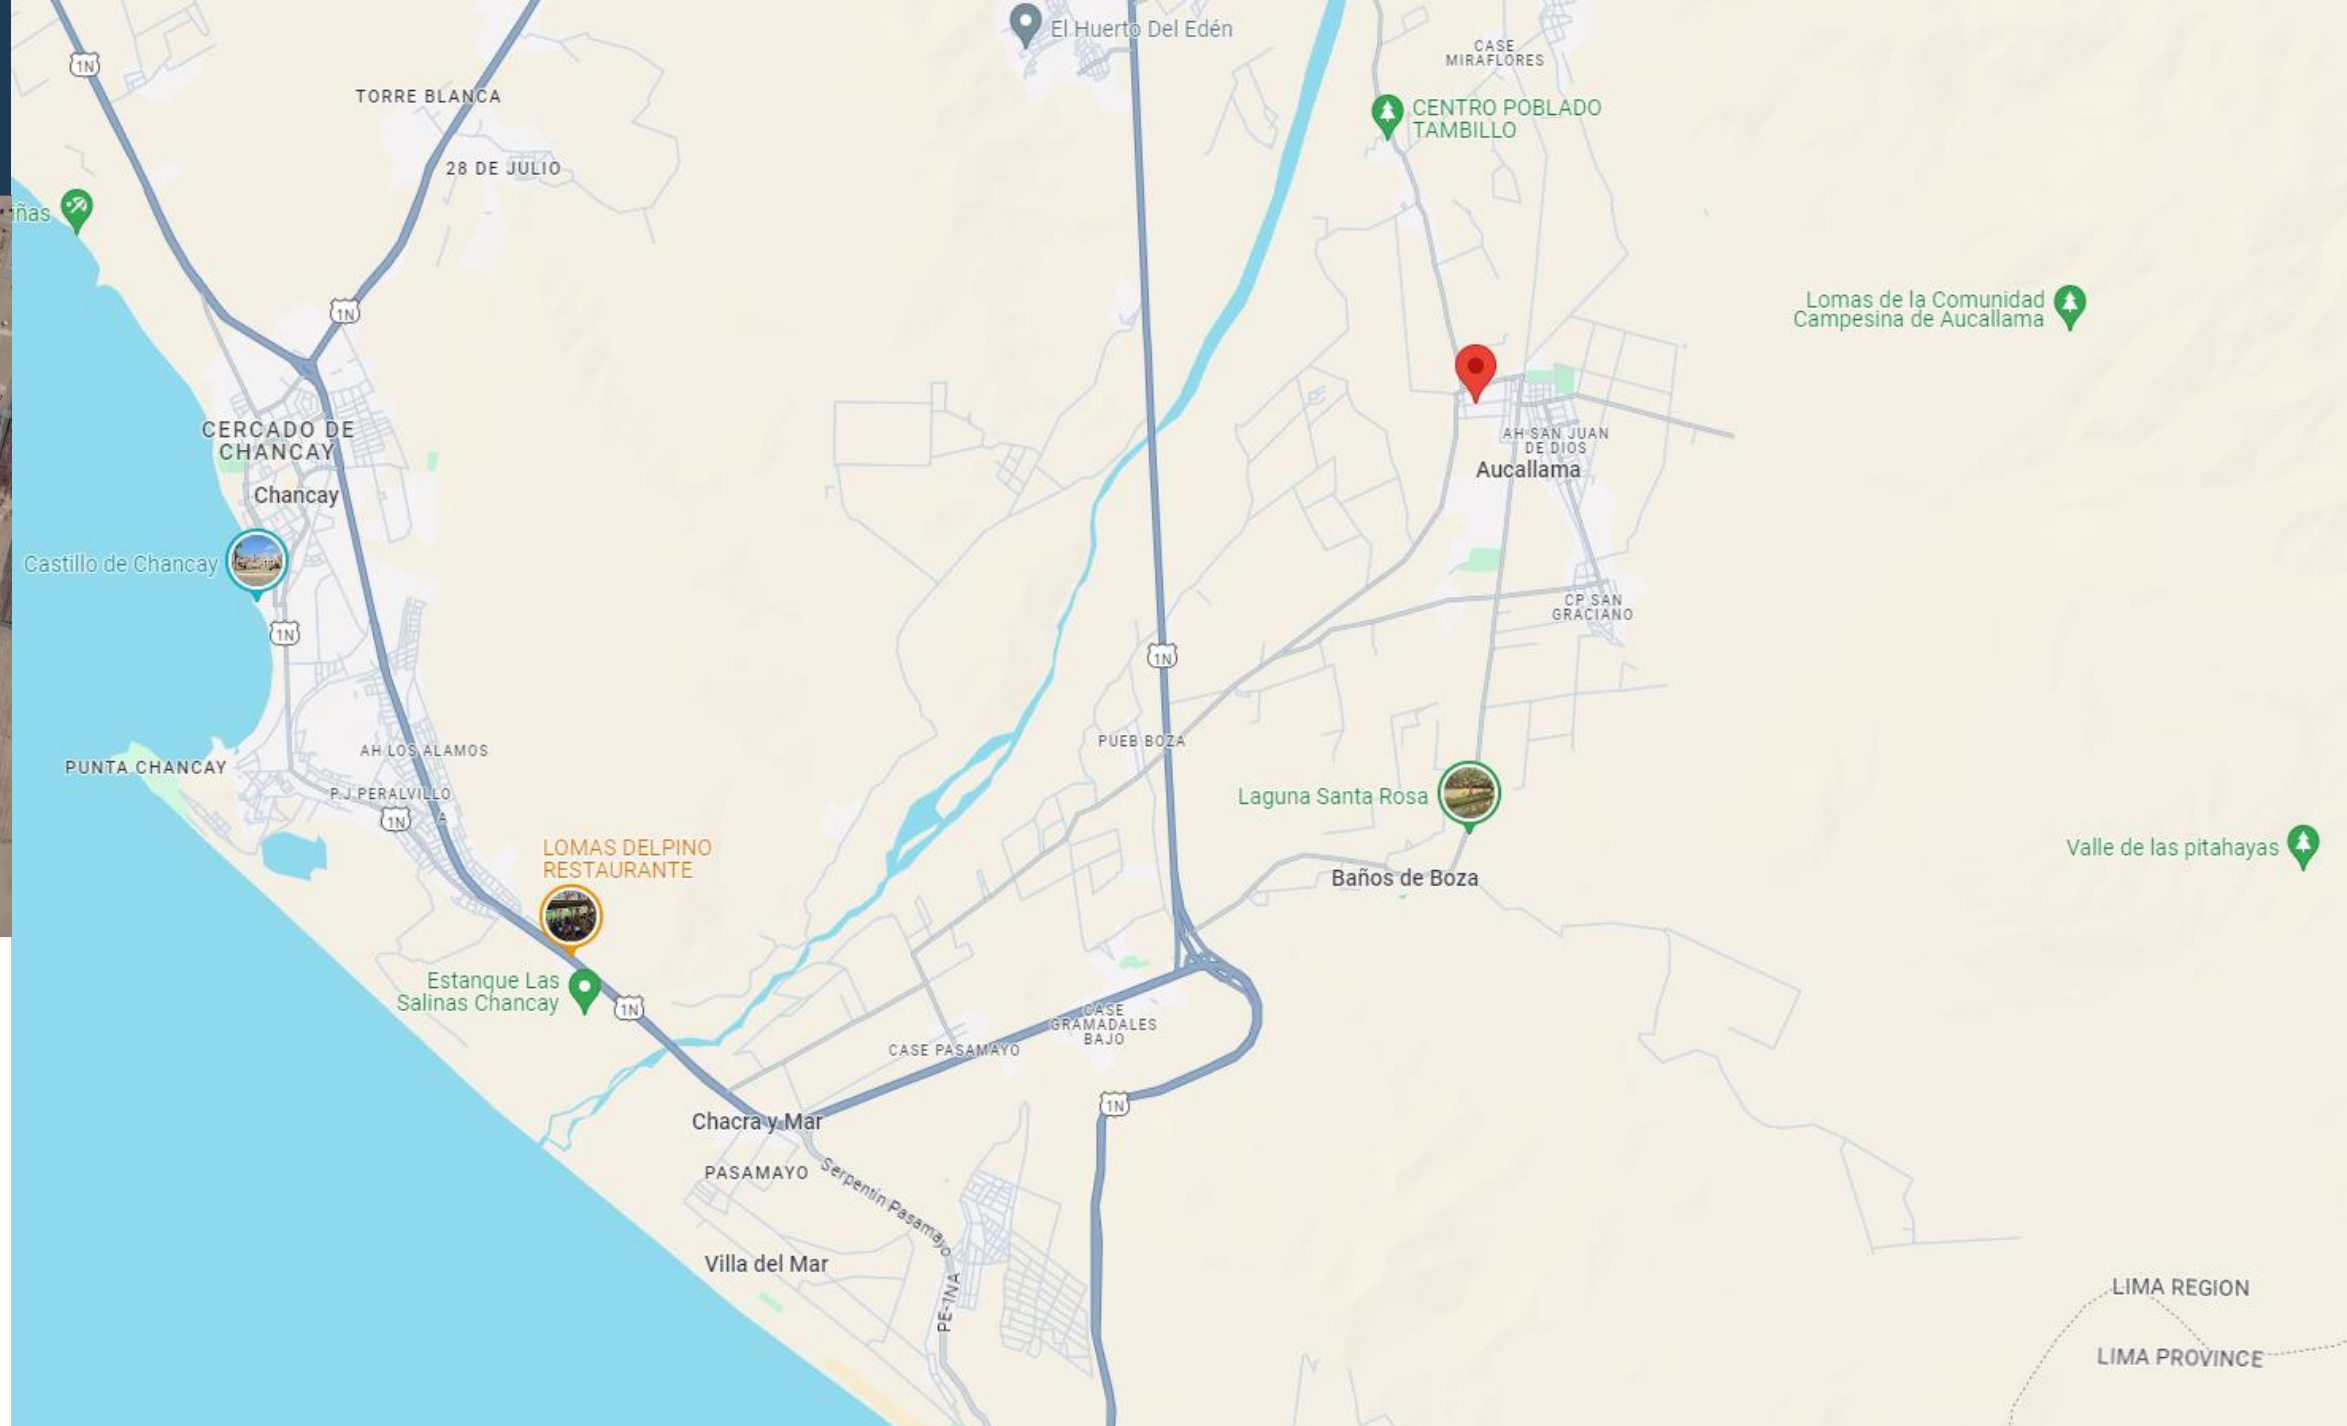 El Huerto Del Edén
CASE
MIRAFLORES
1N
TORRE BLANCA
CENTRO POBLADO
TAMBILLO
28 DE JULIO
iñas
Lomas de la Comunidad
Campesina de Aucallama
1N
CERCADO DE
CHANCAY
AH SAN JUAN
DE DIOS
Aucallama
Chancay
Castillo de Chancay
CP SAN
GRACIANO
1N
1N
PUEB BOZA
AH LOS ALAMOS
PUNTA CHANCAY
P.J PERALVILLO
A
1N
Laguna Santa Rosa
LOMAS DELPINO
RESTAURANTE
Valle de las pitahayas
Baños de Boza
Estanque Las
Salinas Chancay
1N
CASE
GRAMADALES
BAJO
CASE PASAMAYO
1N
Chacra y Mar
PASAMAYO
Serpentín Pasamayo
Villa del Mar
PE-1NA
LIMA REGION
LIMA PROVINCE